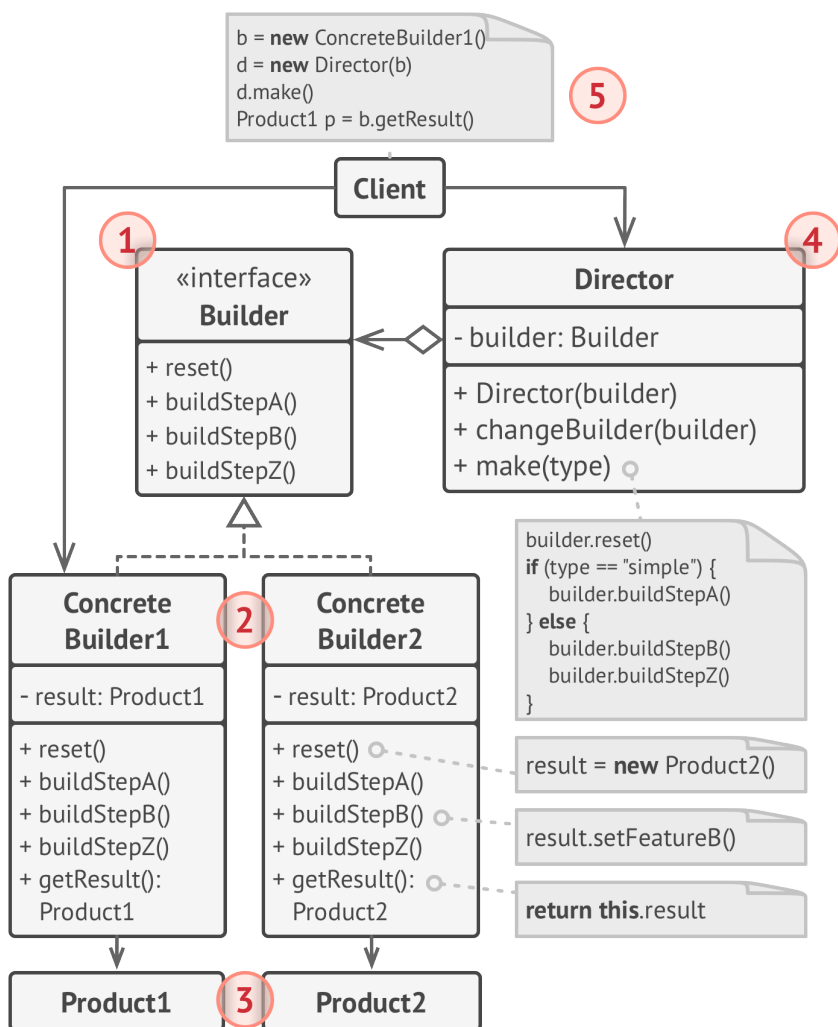 b = new ConcreteBuilder1()
d = new Director(b)
d.make()
Product1 p = b.getResult()
5
Client
1
«interface»
Builder
+ reset()
+ buildStepA()
+ buildStepB()
+ buildStepZ()
4
Director
- builder: Builder
+ Director(builder)
+ changeBuilder(builder)
+ make(type)
builder.reset()
if (type == "simple") {
builder.buildStepA()
} else {
builder.buildStepB()
builder.buildStepZ()
}
2
Concrete
Builder1
- result: Product1
+ reset()
+ buildStepA()
+ buildStepB()
+ buildStepZ()
+ getResult():
Product1
Concrete
Builder2
- result: Product2
+ reset()
+ buildStepA()
+ buildStepB()
+ buildStepZ()
+ getResult():
Product2
result = new Product2()
result.setFeatureB()
return this.result
3
Product1
Product2